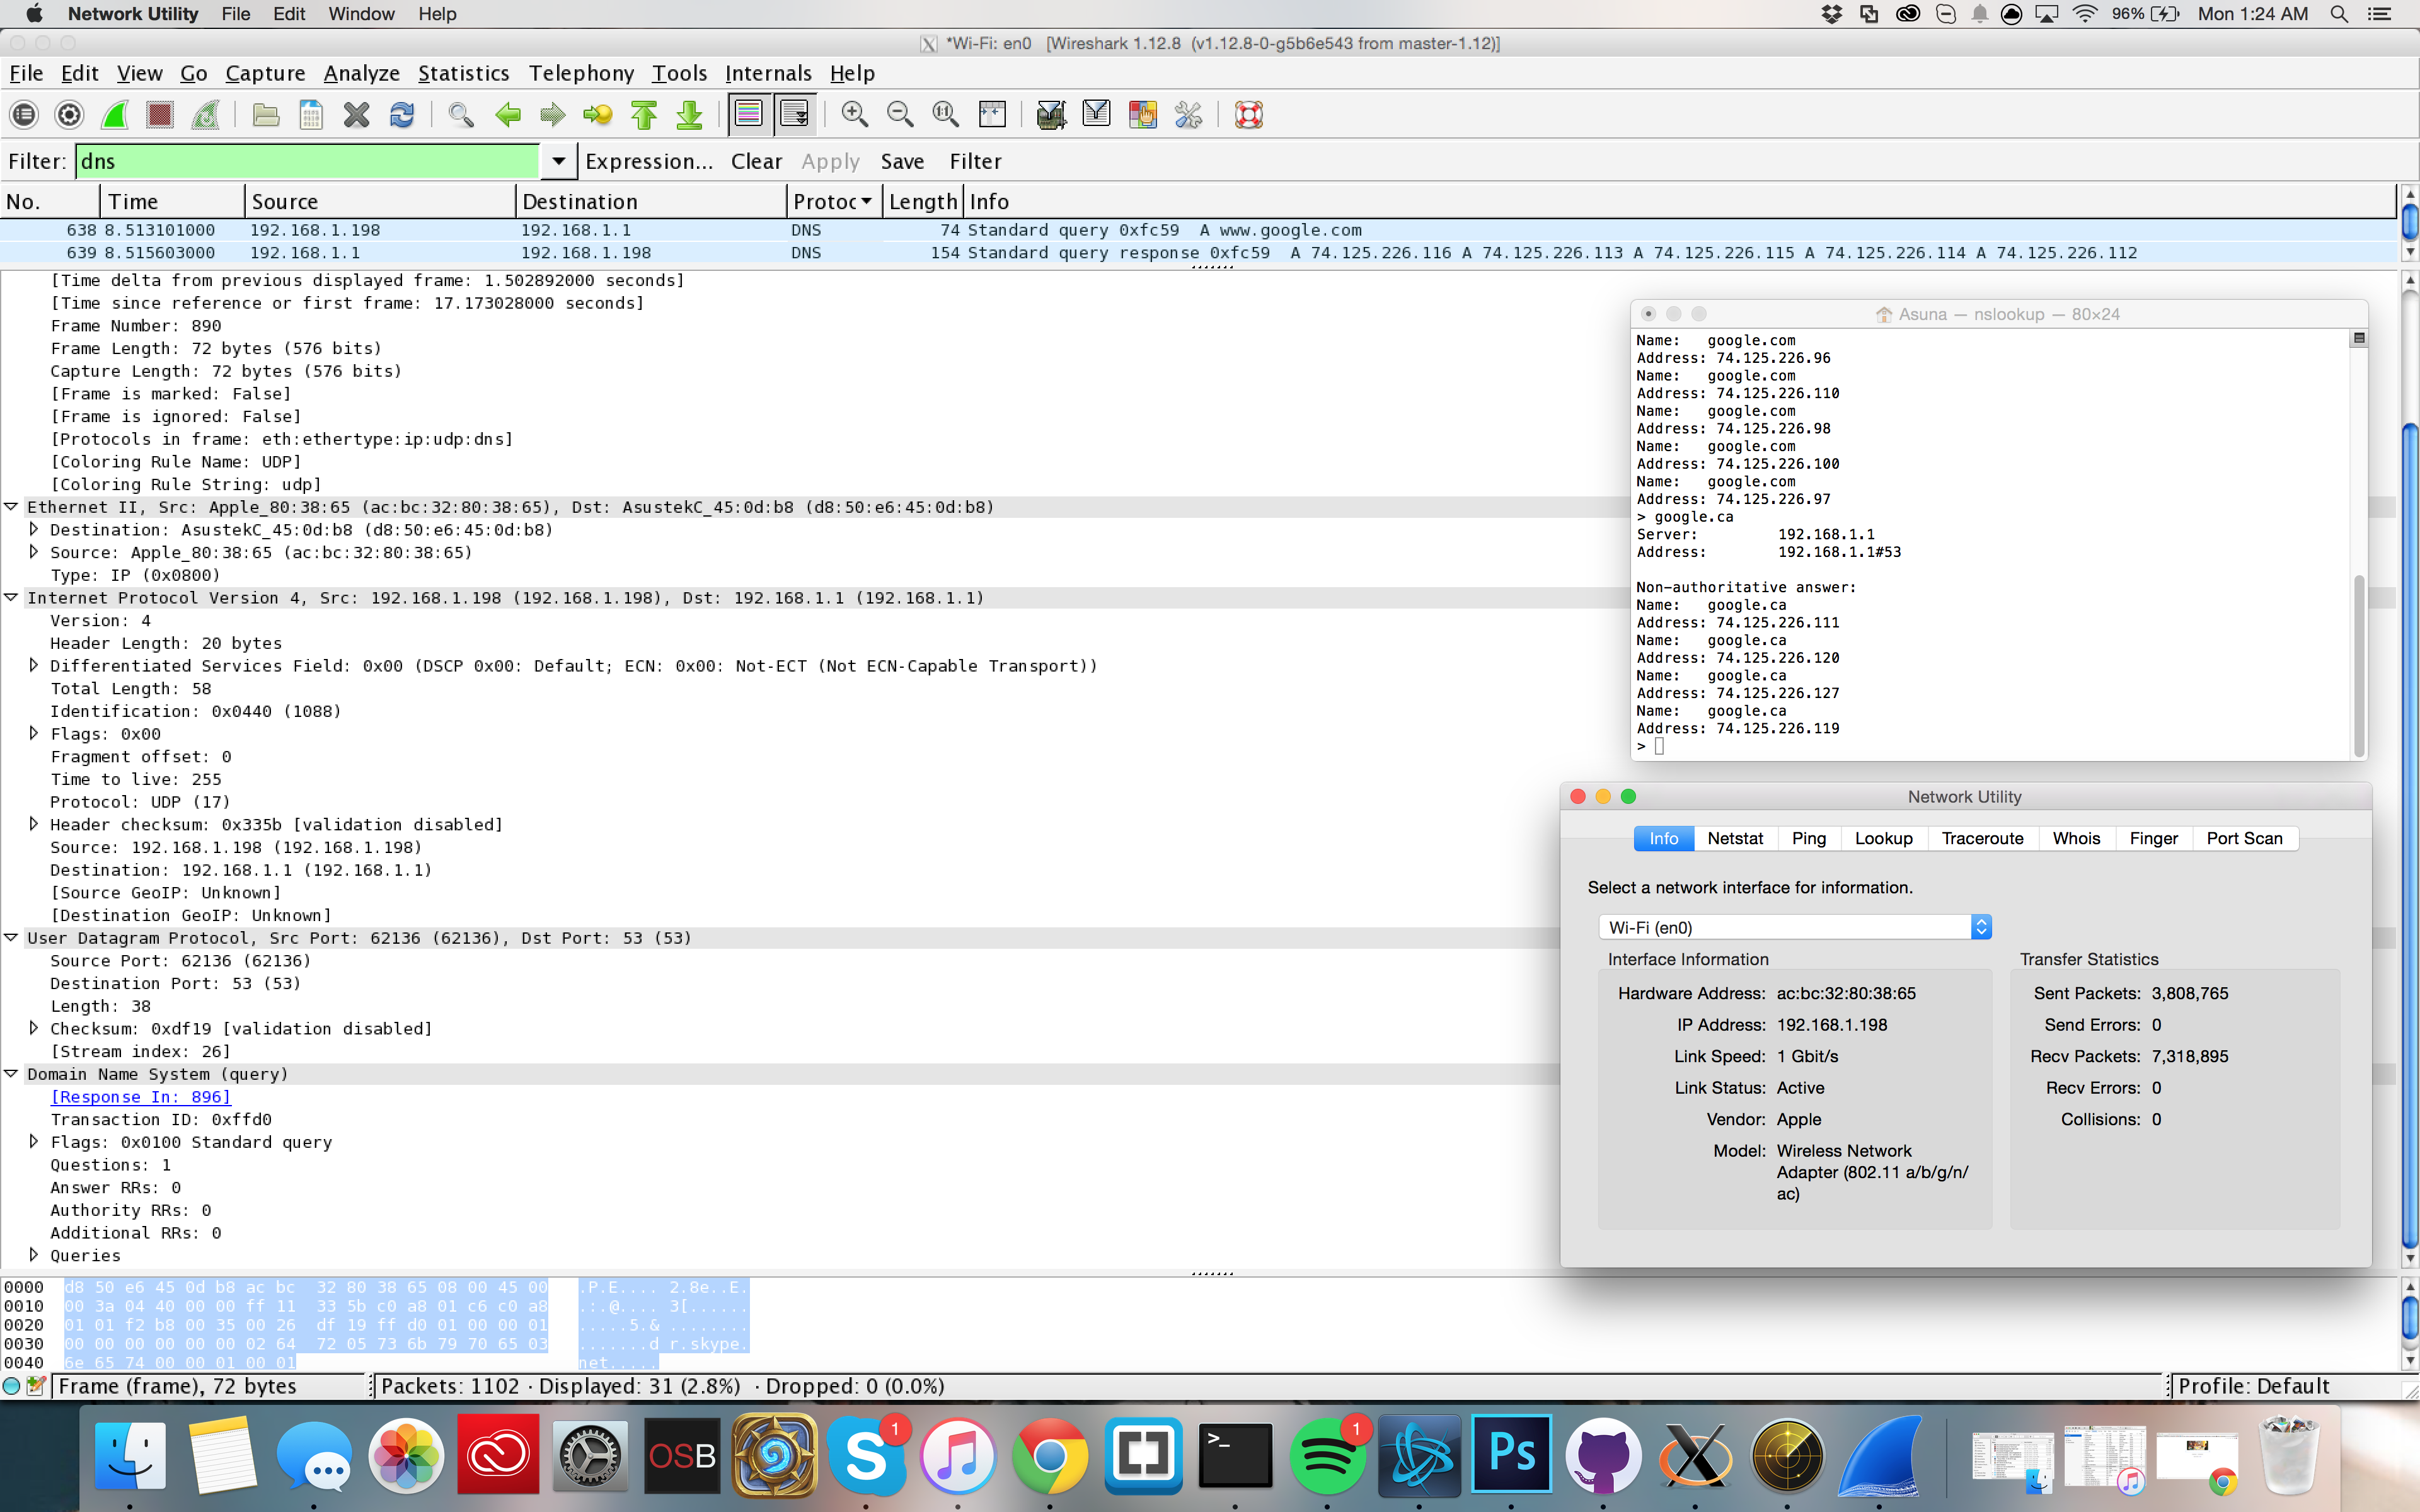 Network Utility File Edit Window Help 96% Mon 1:24 AM
*Wi-Fi: en0 [Wireshark 1.12.8 (v1.12.8-0-g5b6e543 from master-1.12)]
File Edit View Go Capture Analyze Statistics Telephony Tools Internals Help
Filter: dns Expression... Clear Apply Save Filter
No. Time Source Destination Protoc Length Info
638 8.513101000 192.168.1.198 192.168.1.1 DNS 74 Standard query 0xfc59 A www.google.com
639 8.515603000 192.168.1.1 192.168.1.198 DNS 154 Standard query response 0xfc59 A 74.125.226.116 A 74.125.226.113 A 74.125.226.115 A 74.125.226.114 A 74.125.226.112
[Time delta from previous displayed frame: 1.502892000 seconds]
[Time since reference or first frame: 17.173028000 seconds]
Frame Number: 890
Frame Length: 72 bytes (576 bits)
Capture Length: 72 bytes (576 bits)
[Frame is marked: False]
[Frame is ignored: False]
[Protocols in frame: eth:ethertype:ip:udp:dns]
[Coloring Rule Name: UDP]
[Coloring Rule String: udp]
Ethernet II, Src: Apple_80:38:65 (ac:bc:32:80:38:65), Dst: AsustekC_45:0d:b8 (d8:50:e6:45:0d:b8)
Destination: AsustekC_45:0d:b8 (d8:50:e6:45:0d:b8)
Source: Apple_80:38:65 (ac:bc:32:80:38:65)
Type: IP (0x0800)
Internet Protocol Version 4, Src: 192.168.1.198 (192.168.1.198), Dst: 192.168.1.1 (192.168.1.1)
Version: 4
Header Length: 20 bytes
Differentiated Services Field: 0x00 (DSCP 0x00: Default; ECN: 0x00: Not-ECT (Not ECN-Capable Transport))
Total Length: 58
Identification: 0x0440 (1088)
Flags: 0x00
Fragment offset: 0
Time to live: 255
Protocol: UDP (17)
Header checksum: 0x335b [validation disabled]
Source: 192.168.1.198 (192.168.1.198)
Destination: 192.168.1.1 (192.168.1.1)
[Source GeoIP: Unknown]
[Destination GeoIP: Unknown]
User Datagram Protocol, Src Port: 62136 (62136), Dst Port: 53 (53)
Source Port: 62136 (62136)
Destination Port: 53 (53)
Length: 38
Checksum: 0xdf19 [validation disabled]
[Stream index: 26]
Domain Name System (query)
[Response In: 896]
Transaction ID: 0xffd0
Flags: 0x0100 Standard query
Questions: 1
Answer RRs: 0
Authority RRs: 0
Additional RRs: 0
Queries
Asuna — nslookup — 80×24
Name: google.com
Address: 74.125.226.96
Name: google.com
Address: 74.125.226.110
Name: google.com
Address: 74.125.226.98
Name: google.com
Address: 74.125.226.100
Name: google.com
Address: 74.125.226.97
> google.ca
Server: 192.168.1.1
Address: 192.168.1.1#53
Non-authoritative answer:
Name: google.ca
Address: 74.125.226.111
Name: google.ca
Address: 74.125.226.120
Name: google.ca
Address: 74.125.226.127
Name: google.ca
Address: 74.125.226.119
>
Network Utility
Info Netstat Ping Lookup Traceroute Whois Finger Port Scan
Select a network interface for information.
Wi-Fi (en0)
Interface Information
Hardware Address: ac:bc:32:80:38:65
IP Address: 192.168.1.198
Link Speed: 1 Gbit/s
Link Status: Active
Vendor: Apple
Model: Wireless Network
Adapter (802.11 a/b/g/n/
ac)
Transfer Statistics
Sent Packets: 3,808,765
Send Errors: 0
Recv Packets: 7,318,895
Recv Errors: 0
Collisions: 0
0000 d8 50 e6 45 0d b8 ac bc 32 80 38 65 08 00 45 00 .P.E.... 2.8e..E.
0010 00 3a 04 40 00 00 ff 11 33 5b c0 a8 01 c6 c0 a8 .:.@.... 3[......
0020 01 01 f2 b8 00 35 00 26 df 19 ff d0 01 00 00 01 .....5.& ........
0030 00 00 00 00 00 00 02 64 72 05 73 6b 79 70 65 03 .......d r.skype.
0040 6e 65 74 00 00 01 00 01 net.....
Frame (frame), 72 bytes Packets: 1102 · Displayed: 31 (2.8%) · Dropped: 0 (0.0%) Profile: Default
OSB S 1 >_ 1 Ps X